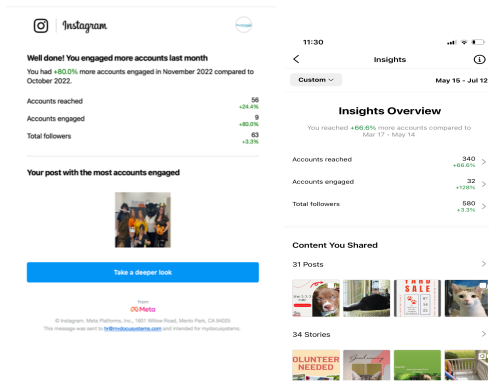 Instagram
Well done! You engaged more accounts last month
You had +80.0% more accounts engaged in November 2022 compared to
October 2022.
Accounts reached
56
+24.4%
Accounts engaged
9
+80.0%
Total followers
63
+3.3%
Your post with the most accounts engaged
Take a deeper look
from
Meta
© Instagram. Meta Platforms, Inc., 1601 Willow Road, Menlo Park, CA 94025
This message was sent to hr@mydocusystems.com and intended for mydocusystems.
11:30
Insights
Custom
May 15 - Jul 12
Insights Overview
You reached +66.6% more accounts compared to
Mar 17 - May 14
Accounts reached
340
+66.6%
Accounts engaged
32
+128%
Total followers
580
+3.3%
Content You Shared
31 Posts
YARD
SALE
34 Stories
OLUNTEER
NEEDED